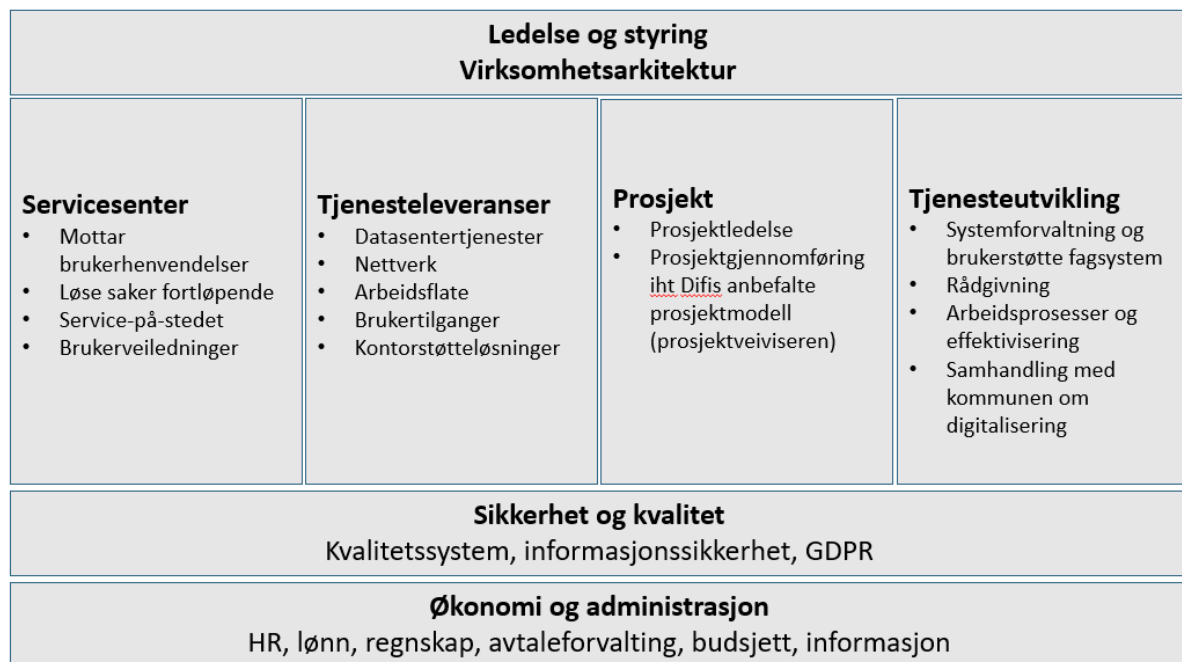 Ledelse og styring
Virksomhetsarkitektur
Servicesenter
• Mottar
brukerhenvendelser
• Løse saker fortløpende
• Service-på-stedet
• Brukerveiledninger
Tjenesteleveranser
• Datasentertjenester
• Nettverk
• Arbeidsflate
• Brukertilganger
• Kontorstøtteløsninger
Prosjekt
• Prosjektledelse
• Prosjektgjennomføring
iht Difis anbefalte
prosjektmodell
(prosjektveiviseren)
Tjenesteutvikling
• Systemforvaltning og
brukerstøtte fagsystem
• Rådgivning
• Arbeidsprosesser og
effektivisering
• Samhandling med
kommunen om
digitalisering
Sikkerhet og kvalitet
Kvalitetssystem, informasjonssikkerhet, GDPR
Økonomi og administrasjon
HR, lønn, regnskap, avtaleforvalting, budsjett, informasjon